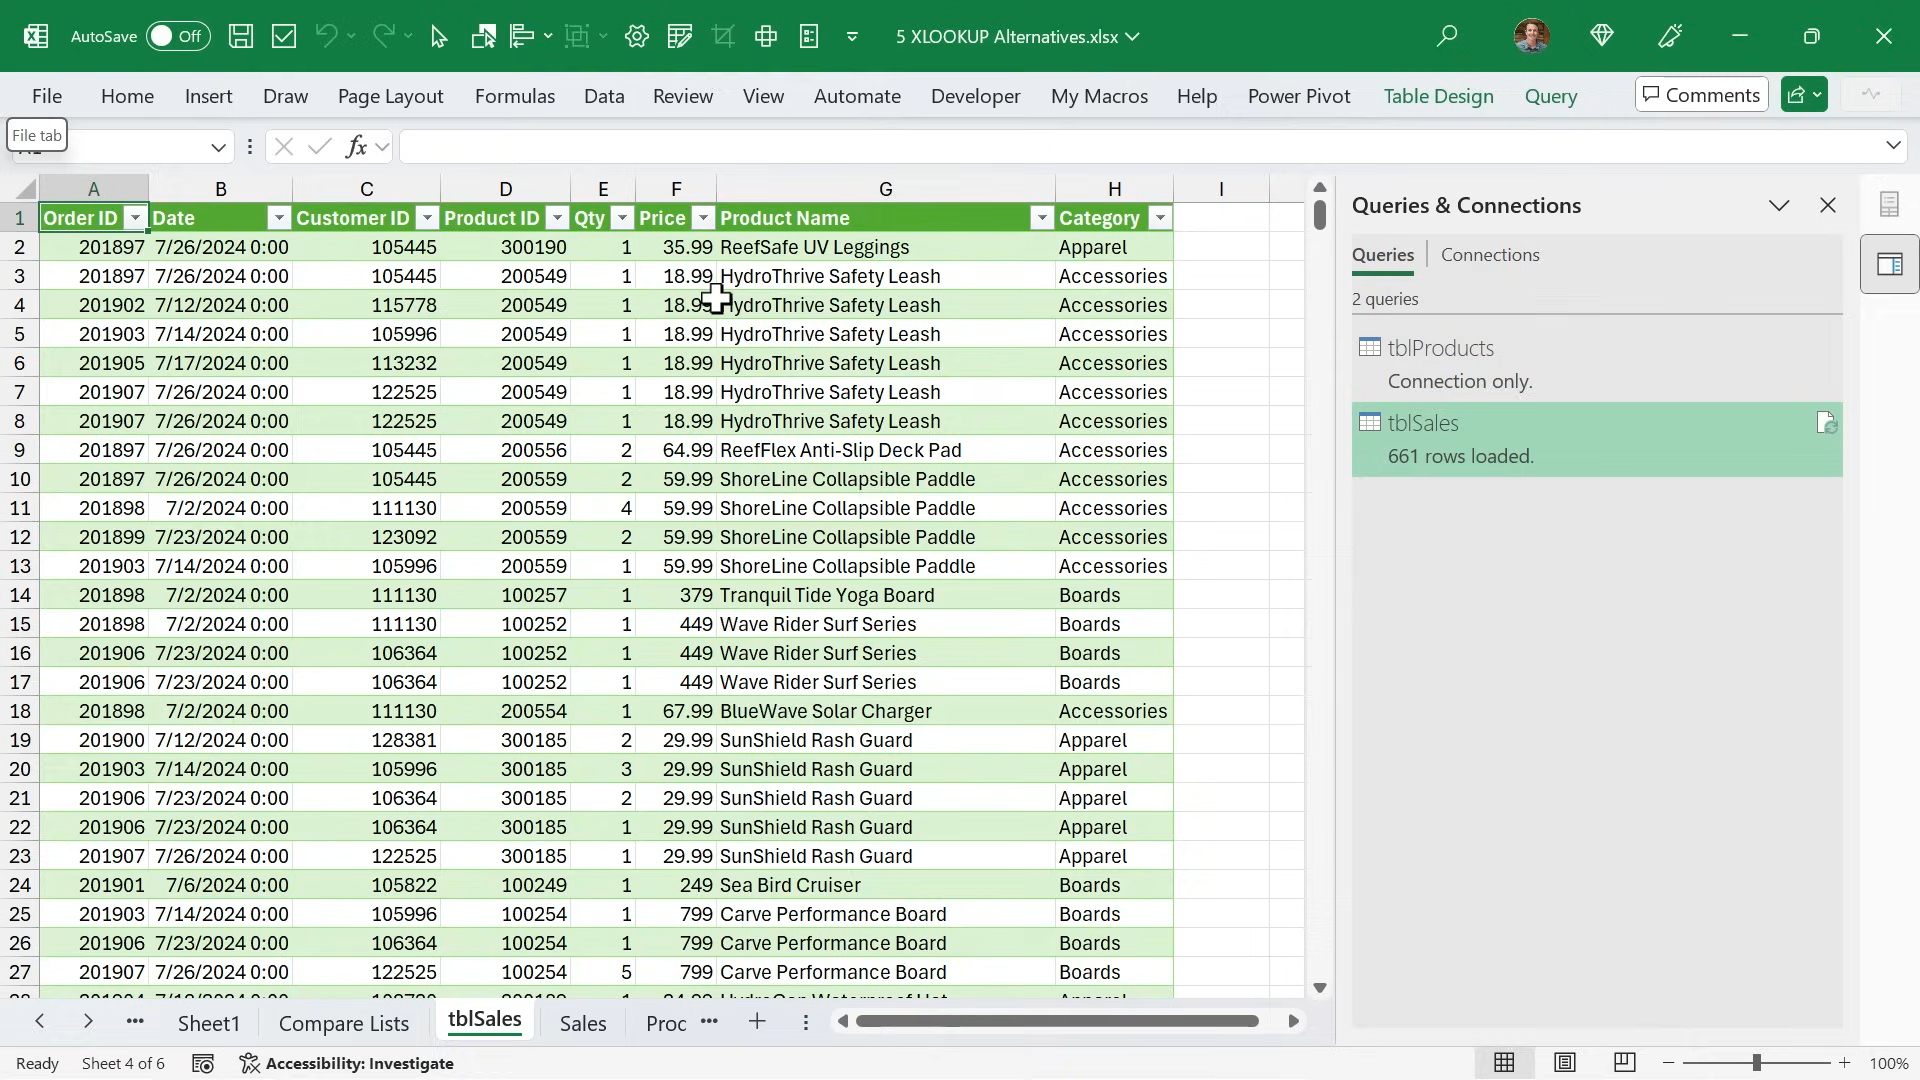 AutoSave Off 5 XLOOKUP Alternatives.xlsx
File Home Insert Draw Page Layout Formulas Data Review View Automate Developer My Macros Help Power Pivot Table Design Query Comments
File tab
fx
A B C D E F G H I
1 Order ID Date Customer ID Product ID Qty Price Product Name Category
2 201897 7/26/2024 0:00 105445 300190 1 35.99 ReefSafe UV Leggings Apparel
3 201897 7/26/2024 0:00 105445 200549 1 18.99 HydroThrive Safety Leash Accessories
4 201902 7/12/2024 0:00 115778 200549 1 18.99 HydroThrive Safety Leash Accessories
5 201903 7/14/2024 0:00 105996 200549 1 18.99 HydroThrive Safety Leash Accessories
6 201905 7/17/2024 0:00 113232 200549 1 18.99 HydroThrive Safety Leash Accessories
7 201907 7/26/2024 0:00 122525 200549 1 18.99 HydroThrive Safety Leash Accessories
8 201907 7/26/2024 0:00 122525 200549 1 18.99 HydroThrive Safety Leash Accessories
9 201897 7/26/2024 0:00 105445 200556 2 64.99 ReefFlex Anti-Slip Deck Pad Accessories
10 201897 7/26/2024 0:00 105445 200559 2 59.99 ShoreLine Collapsible Paddle Accessories
11 201898 7/2/2024 0:00 111130 200559 4 59.99 ShoreLine Collapsible Paddle Accessories
12 201899 7/23/2024 0:00 123092 200559 2 59.99 ShoreLine Collapsible Paddle Accessories
13 201903 7/14/2024 0:00 105996 200559 1 59.99 ShoreLine Collapsible Paddle Accessories
14 201898 7/2/2024 0:00 111130 100257 1 379 Tranquil Tide Yoga Board Boards
15 201898 7/2/2024 0:00 111130 100252 1 449 Wave Rider Surf Series Boards
16 201906 7/23/2024 0:00 106364 100252 1 449 Wave Rider Surf Series Boards
17 201906 7/23/2024 0:00 106364 100252 1 449 Wave Rider Surf Series Boards
18 201898 7/2/2024 0:00 111130 200554 1 67.99 BlueWave Solar Charger Accessories
19 201900 7/12/2024 0:00 128381 300185 2 29.99 SunShield Rash Guard Apparel
20 201903 7/14/2024 0:00 105996 300185 3 29.99 SunShield Rash Guard Apparel
21 201906 7/23/2024 0:00 106364 300185 2 29.99 SunShield Rash Guard Apparel
22 201906 7/23/2024 0:00 106364 300185 1 29.99 SunShield Rash Guard Apparel
23 201907 7/26/2024 0:00 122525 300185 1 29.99 SunShield Rash Guard Apparel
24 201901 7/6/2024 0:00 105822 100249 1 249 Sea Bird Cruiser Boards
25 201903 7/14/2024 0:00 105996 100254 1 799 Carve Performance Board Boards
26 201906 7/23/2024 0:00 106364 100254 1 799 Carve Performance Board Boards
27 201907 7/26/2024 0:00 122525 100254 5 799 Carve Performance Board Boards
Queries & Connections
Queries Connections
2 queries
tblProducts
Connection only.
tblSales
661 rows loaded.
Sheet1 Compare Lists tblSales Sales Proc
Ready Sheet 4 of 6 Accessibility: Investigate 100%